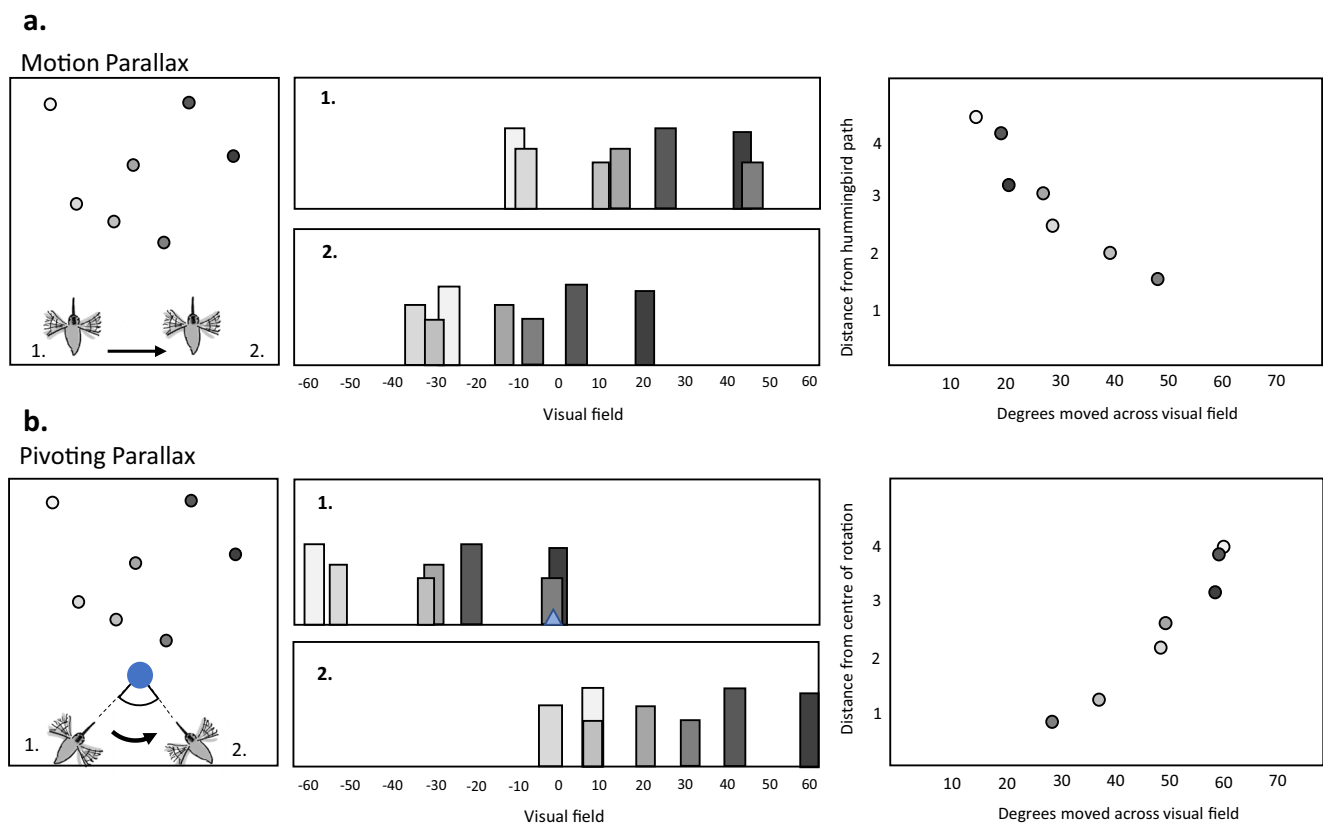 a.
Motion Parallax
1.
2.
1.
2.
-60 -50 -40 -30 -20 -10 0 10 20 30 40 50 60
Visual field
Distance from hummingbird path
4
3
2
1
10 20 30 40 50 60 70
Degrees moved across visual field
b.
Pivoting Parallax
1.
2.
1.
2.
-60 -50 -40 -30 -20 -10 0 10 20 30 40 50 60
Visual field
Distance from centre of rotation
4
3
2
1
10 20 30 40 50 60 70
Degrees moved across visual field